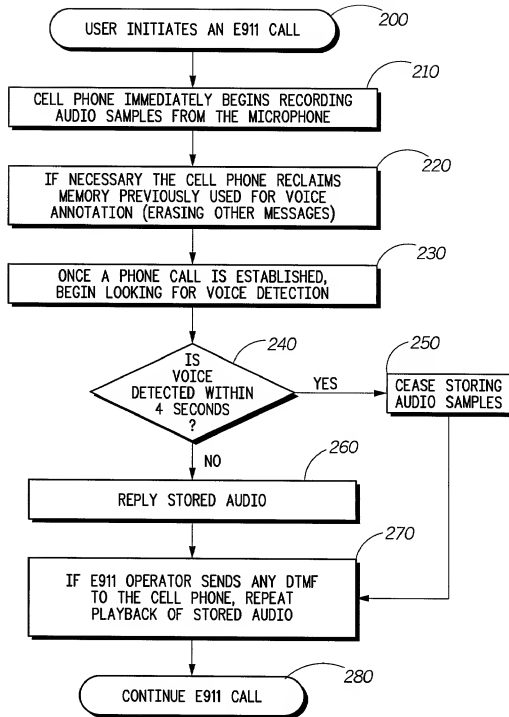 USER INITIATES AN E911 CALL
200
210
CELL PHONE IMMEDIATELY BEGINS RECORDING
AUDIO SAMPLES FROM THE MICROPHONE
220
IF NECESSARY THE CELL PHONE RECLAIMS
MEMORY PREVIOUSLY USED FOR VOICE
ANNOTATION (ERASING OTHER MESSAGES)
230
ONCE A PHONE CALL IS ESTABLISHED,
BEGIN LOOKING FOR VOICE DETECTION
240
IS
VOICE
DETECTED WITHIN
4 SECONDS
?
YES
250
CEASE STORING
AUDIO SAMPLES
NO
260
REPLY STORED AUDIO
270
IF E911 OPERATOR SENDS ANY DTMF
TO THE CELL PHONE, REPEAT
PLAYBACK OF STORED AUDIO
280
CONTINUE E911 CALL